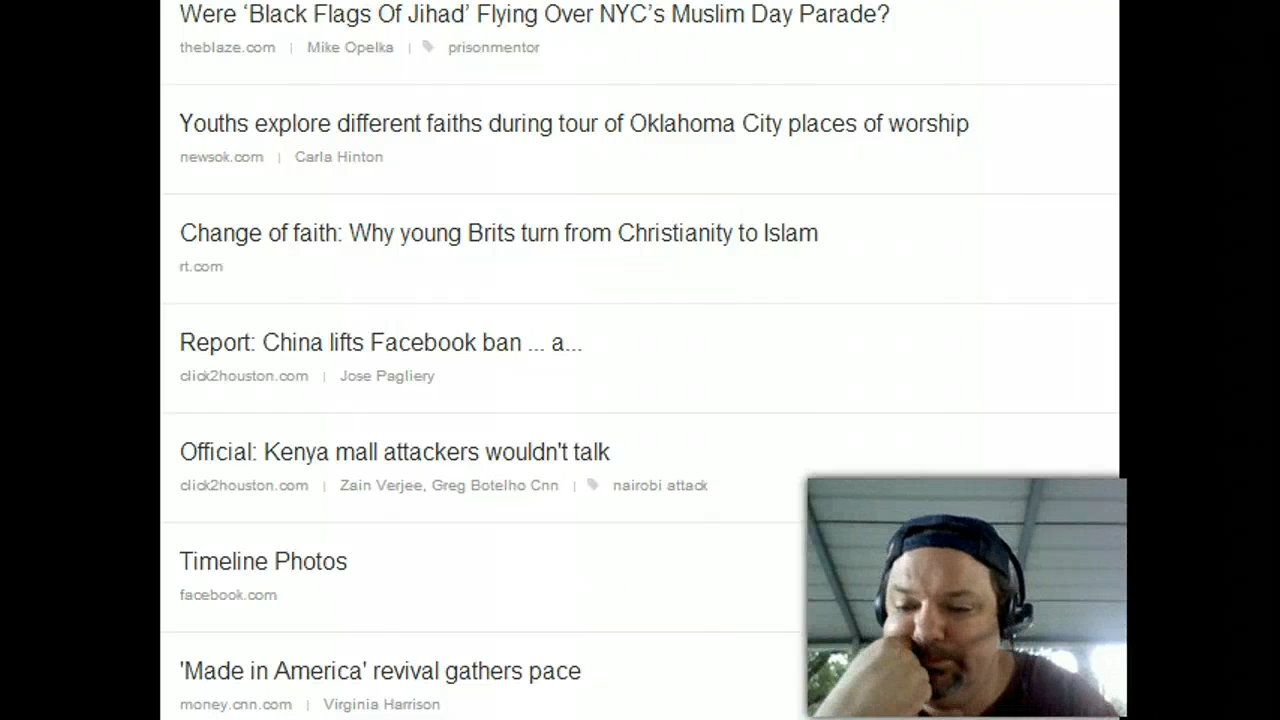 Were ‘Black Flags Of Jihad’ Flying Over NYC’s Muslim Day Parade?
theblaze.com | Mike Opelka | prisonmentor
Youths explore different faiths during tour of Oklahoma City places of worship
newsok.com | Carla Hinton
Change of faith: Why young Brits turn from Christianity to Islam
rt.com
Report: China lifts Facebook ban ... a...
click2houston.com | Jose Pagliery
Official: Kenya mall attackers wouldn't talk
click2houston.com | Zain Verjee, Greg Botelho Cnn | nairobi attack
Timeline Photos
facebook.com
'Made in America' revival gathers pace
money.cnn.com | Virginia Harrison